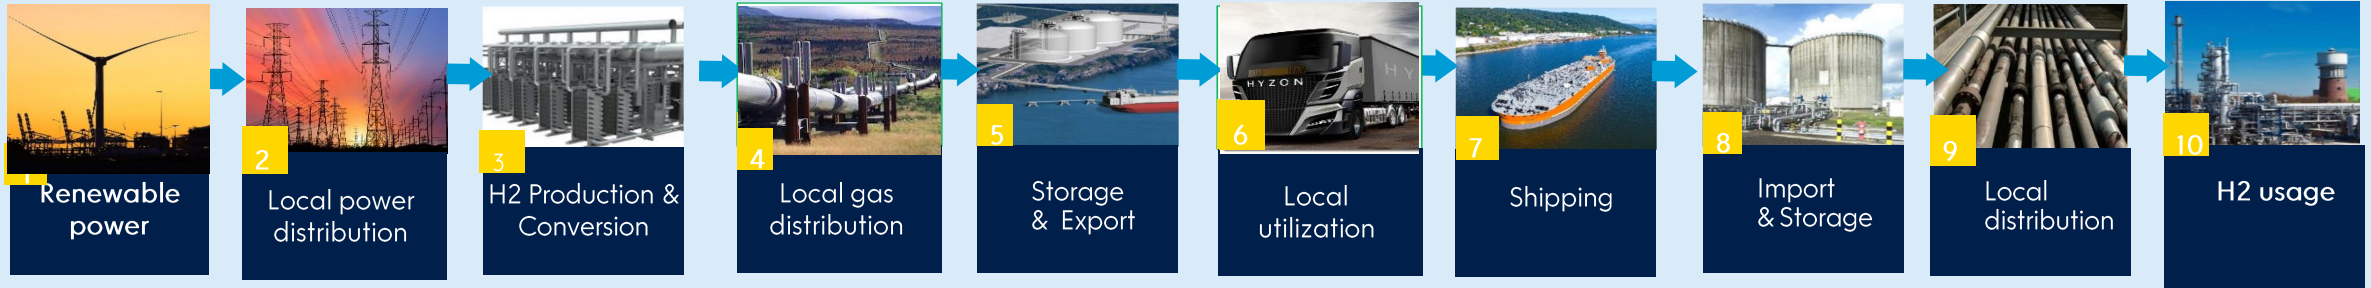 1
Renewable
power
2
Local power
distribution
3
H2 Production &
Conversion
4
Local gas
distribution
5
Storage
& Export
HYZON
HY
6
Local
utilization
7
Shipping
8
Import
& Storage
9
Local
distribution
10
H2 usage